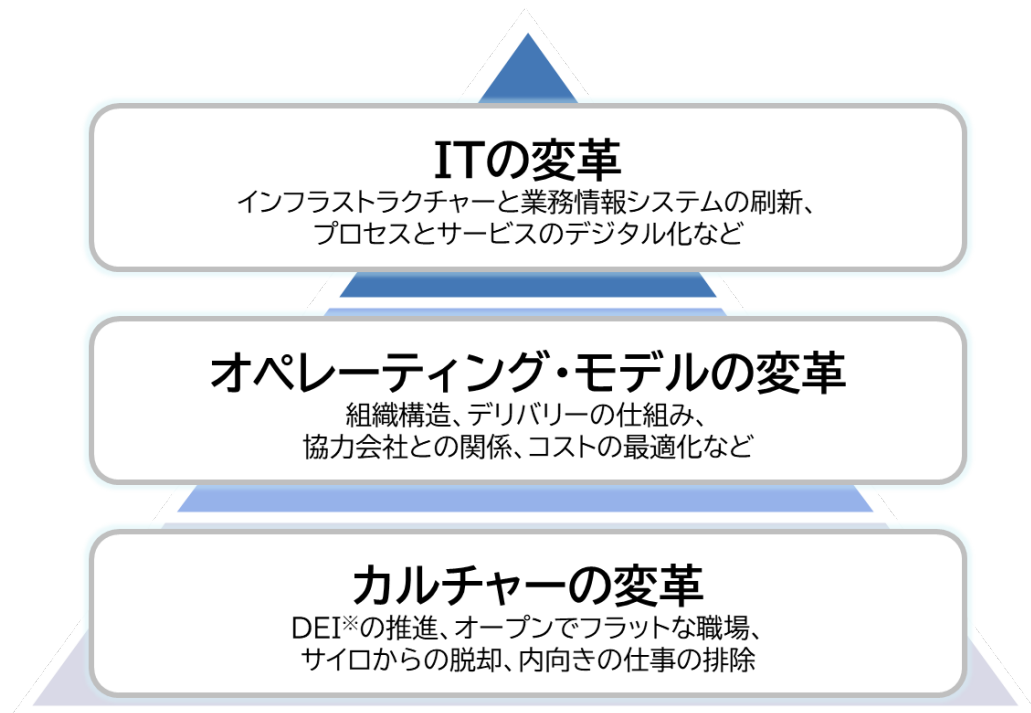 ITの変革
インフラストラクチャーと業務情報システムの刷新、
プロセスとサービスのデジタル化など
オペレーティング・モデルの変革
組織構造、デリバリーの仕組み、
協力会社との関係、コストの最適化など
カルチャーの変革
DEI※の推進、オープンでフラットな職場、
サイロからの脱却、内向きの仕事の排除